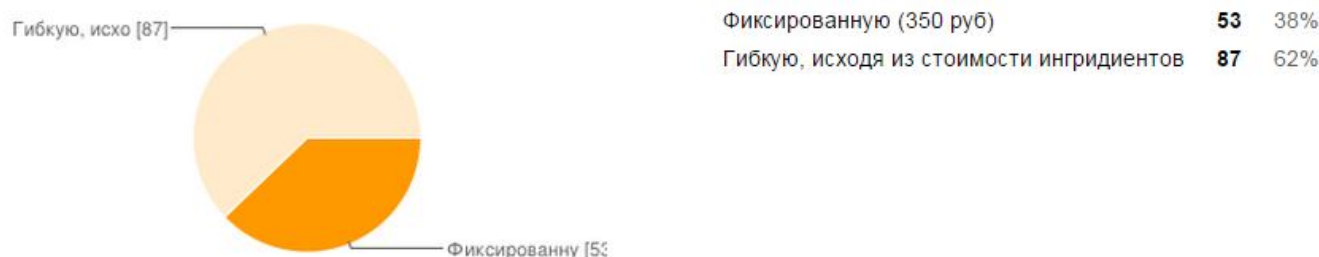 Гибкую, исхо [87]
Фиксированну [53
Фиксированную (350 руб) 53 38%
Гибкую, исходя из стоимости ингридиентов 87 62%